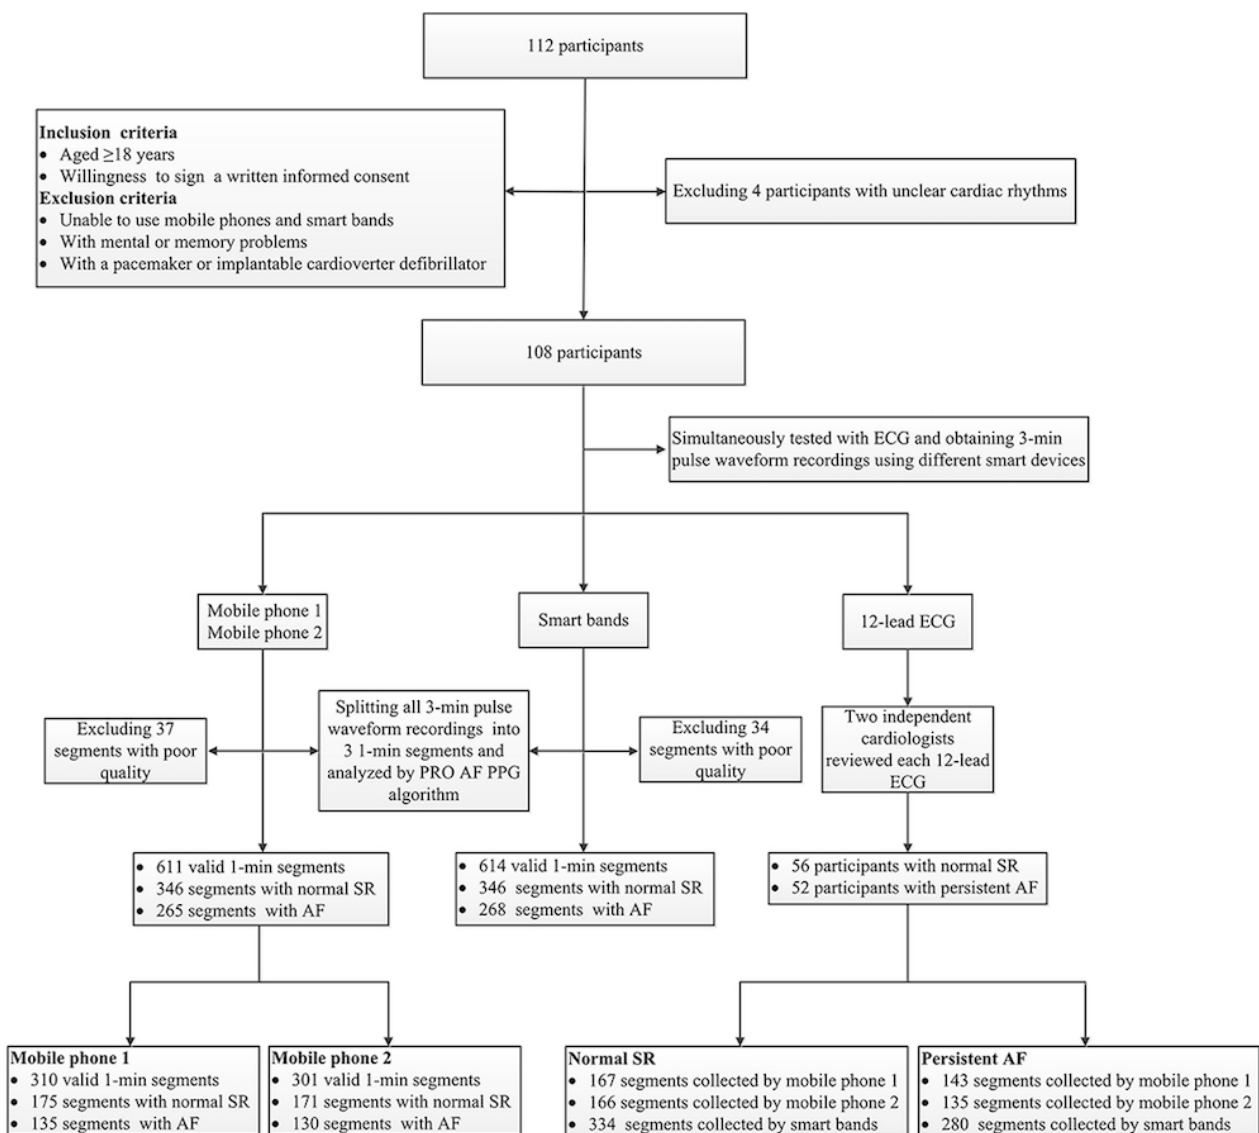 112 participants
Inclusion criteria
• Aged ≥18 years
• Willingness to sign a written informed consent
Exclusion criteria
• Unable to use mobile phones and smart bands
• With mental or memory problems
• With a pacemaker or implantable cardioverter defibrillator
Excluding 4 participants with unclear cardiac rhythms
108 participants
Simultaneously tested with ECG and obtaining 3-min
pulse waveform recordings using different smart devices
Mobile phone 1
Mobile phone 2
Smart bands
12-lead ECG
Excluding 37
segments with poor
quality
Splitting all 3-min pulse
waveform recordings into
3 1-min segments and
analyzed by PRO AF PPG
algorithm
Excluding 34
segments with poor
quality
Two independent
cardiologists
reviewed each 12-lead
ECG
• 611 valid 1-min segments
• 346 segments with normal SR
• 265 segments with AF
• 614 valid 1-min segments
• 346 segments with normal SR
• 268 segments with AF
• 56 participants with normal SR
• 52 participants with persistent AF
Mobile phone 1
• 310 valid 1-min segments
• 175 segments with normal SR
• 135 segments with AF
Mobile phone 2
• 301 valid 1-min segments
• 171 segments with normal SR
• 130 segments with AF
Normal SR
• 167 segments collected by mobile phone 1
• 166 segments collected by mobile phone 2
• 334 segments collected by smart bands
Persistent AF
• 143 segments collected by mobile phone 1
• 135 segments collected by mobile phone 2
• 280 segments collected by smart bands